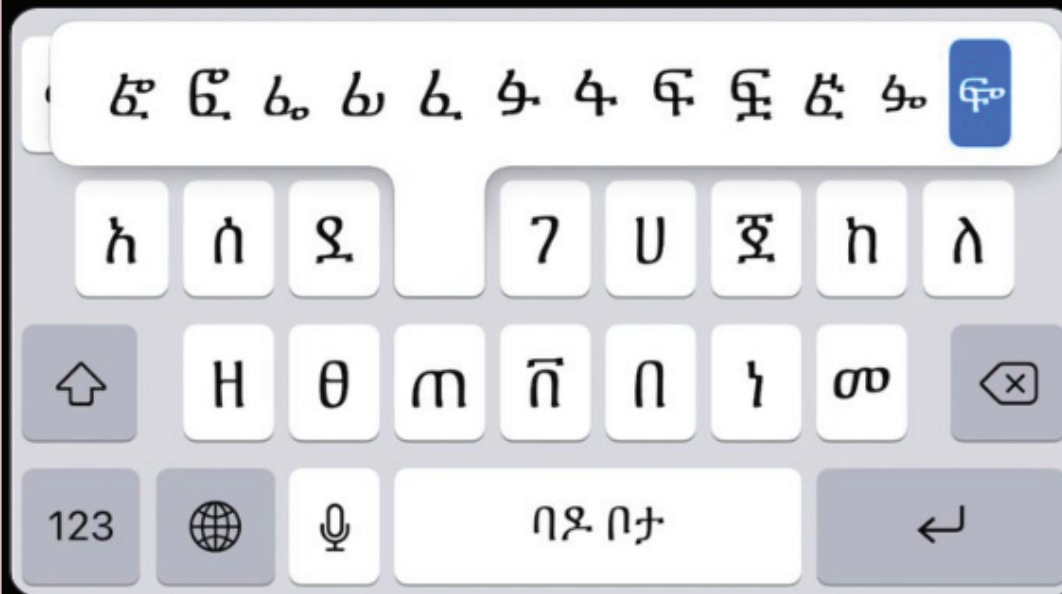 ፊ ፈ ፉ ፋ ፍ
አ ሰ ደ ገ ሀ ጀ ከ ለ
ዘ ፀ ጠ ቨ በ ነ መ
123 ባዶ ቦታ